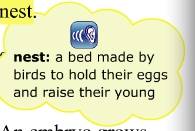 nest.
nest: a bed made by
birds to hold their eggs
and raise their young
An embryo grows